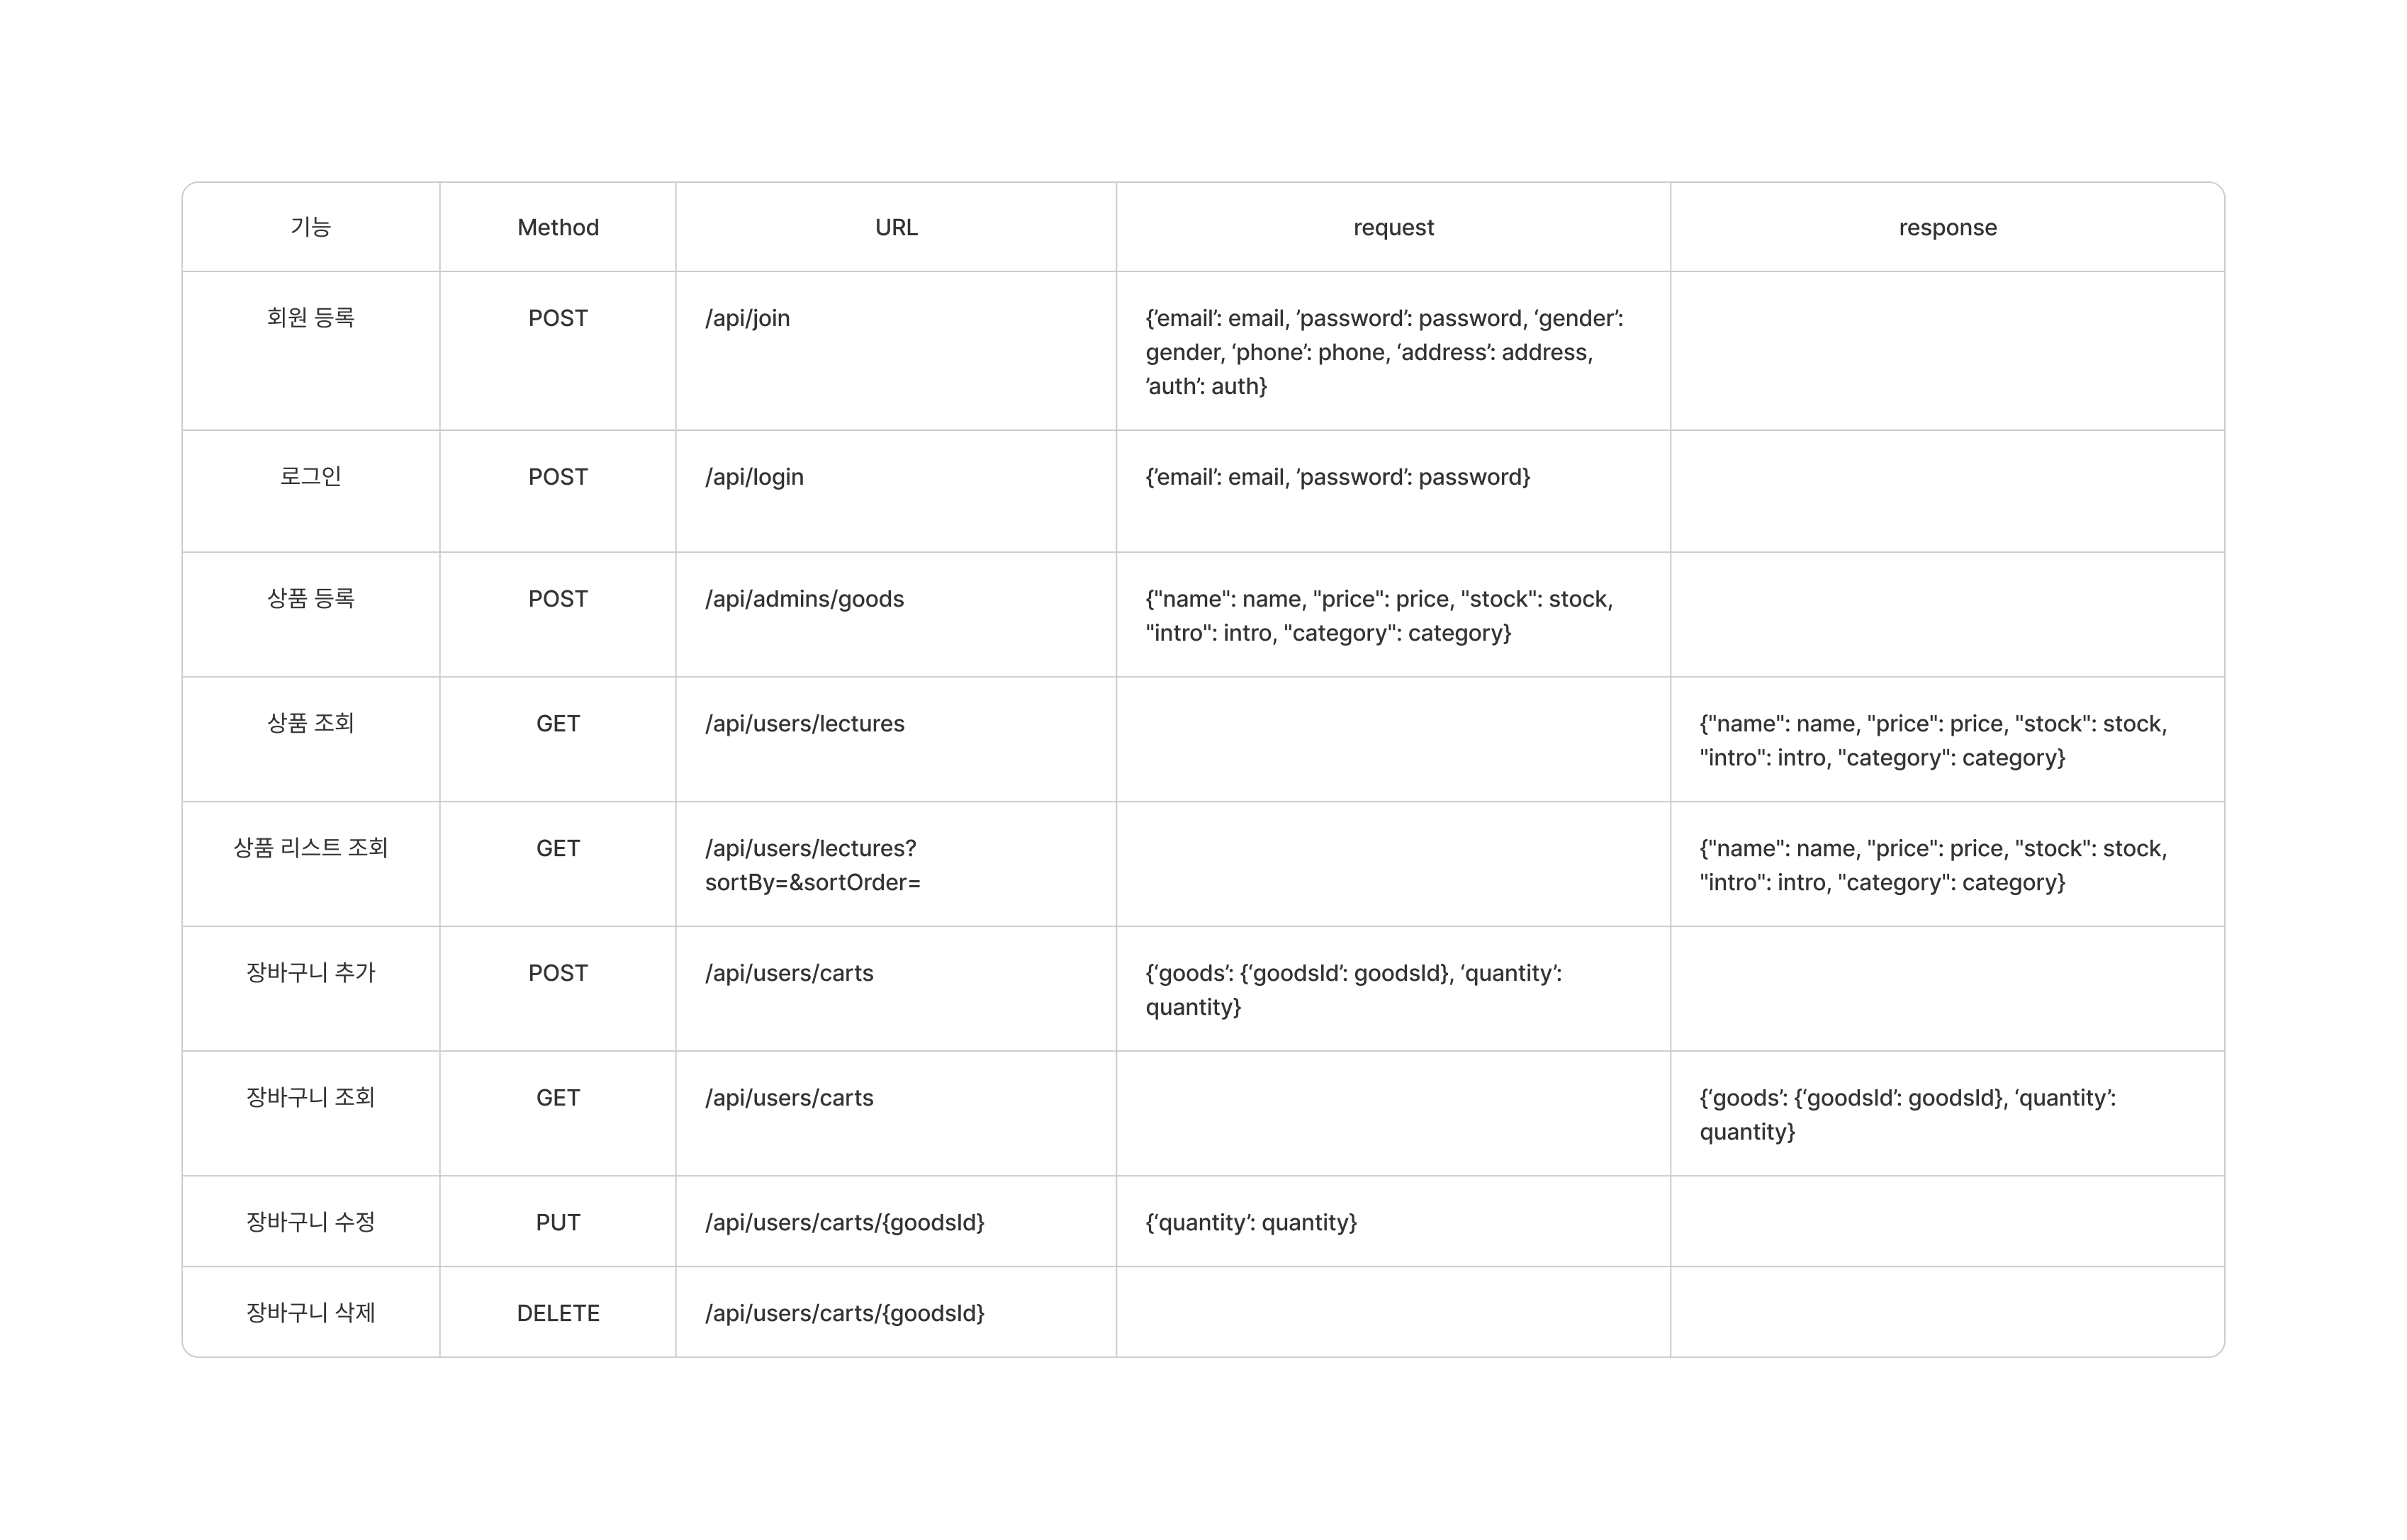 기능 Method URL request response
회원 등록 POST /api/join {’email’: email, ’password’: password, ‘gender’:
gender, ‘phone’: phone, ‘address’: address,
’auth’: auth}
로그인 POST /api/login {’email’: email, ’password’: password}
상품 등록 POST /api/admins/goods {"name": name, "price": price, "stock": stock,
"intro": intro, "category": category}
상품 조회 GET /api/users/lectures {"name": name, "price": price, "stock": stock,
"intro": intro, "category": category}
상품 리스트 조회 GET /api/users/lectures? {"name": name, "price": price, "stock": stock,
sortBy=&sortOrder= "intro": intro, "category": category}
장바구니 추가 POST /api/users/carts {‘goods’: {‘goodsId’: goodsId}, ‘quantity’:
quantity}
장바구니 조회 GET /api/users/carts {‘goods’: {‘goodsId’: goodsId}, ‘quantity’:
quantity}
장바구니 수정 PUT /api/users/carts/{goodsId} {‘quantity’: quantity}
장바구니 삭제 DELETE /api/users/carts/{goodsId}